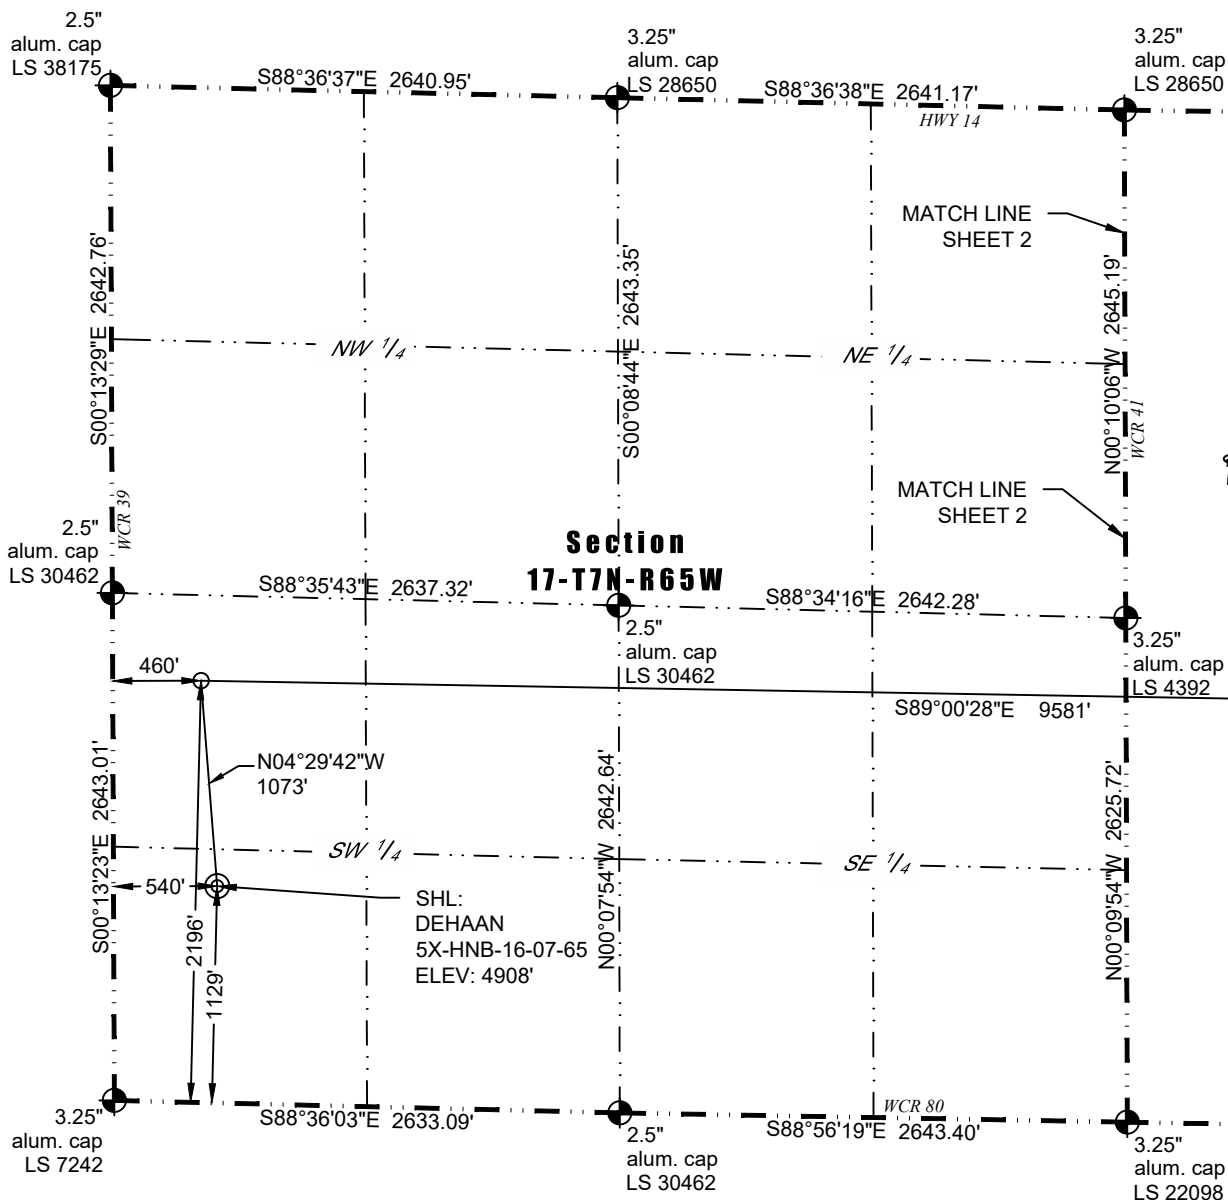 2.5"
alum. cap
LS 38175
3.25"
alum. cap
LS 28650
3.25"
alum. cap
LS 28650
S88°36'37"E 2640.95'
S88°36'38"E 2641.17'
HWY 14
MATCH LINE
SHEET 2
S00°13'29"E 2642.76'
S00°08'44"E 2643.35'
N00°10'06"W 2645.19'
NW 1/4
NE 1/4
WCR 41
WCR 39
MATCH LINE
SHEET 2
2.5"
alum. cap
LS 30462
Section
17-T7N-R65W
S88°35'43"E 2637.32'
S88°34'16"E 2642.28'
2.5"
alum. cap
LS 30462
3.25"
alum. cap
LS 4392
460'
S89°00'28"E 9581'
N04°29'42"W
1073'
S00°13'23"E 2643.01'
N00°07'54"W 2642.64'
N00°09'54"W 2625.72'
SW 1/4
SE 1/4
540'
SHL:
DEHAAN
5X-HNB-16-07-65
ELEV: 4908'
2196'
1129'
S88°36'03"E 2633.09'
WCR 80
S88°56'19"E 2643.40'
3.25"
alum. cap
LS 7242
2.5"
alum. cap
LS 30462
3.25"
alum. cap
LS 22098